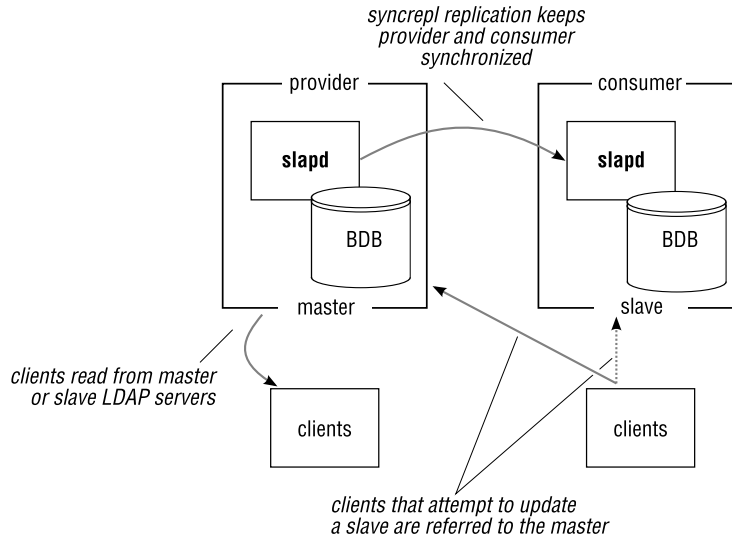 syncrepl replication keeps
provider and consumer
synchronized
provider
consumer
slapd
slapd
BDB
BDB
master
slave
clients read from master
or slave LDAP servers
clients
clients
clients that attempt to update
a slave are referred to the master